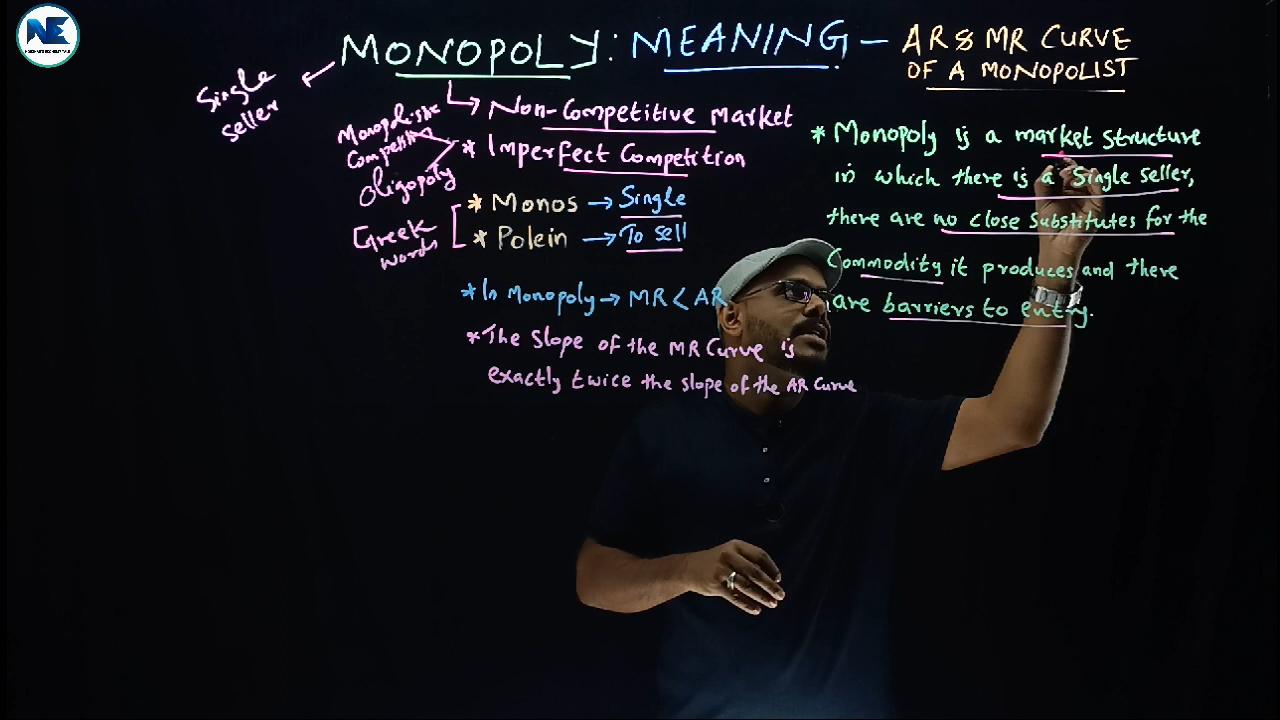 NE
MONOPOLY: MEANING – AR & MR CURVE
OF A MONOPOLIST
Single
seller
Non-Competitive market
* Imperfect Competition
Competition
Oligopoly
* Monos → Single
* Polein → To sell
Greek
words
* In Monopoly → MR < AR
* The Slope of the MR Curve is
exactly twice the slope of the AR Curve
* Monopoly is a market structure
in which there is a Single seller,
there are no close substitutes for the
Commodity it produces and there
are barriers to entry.